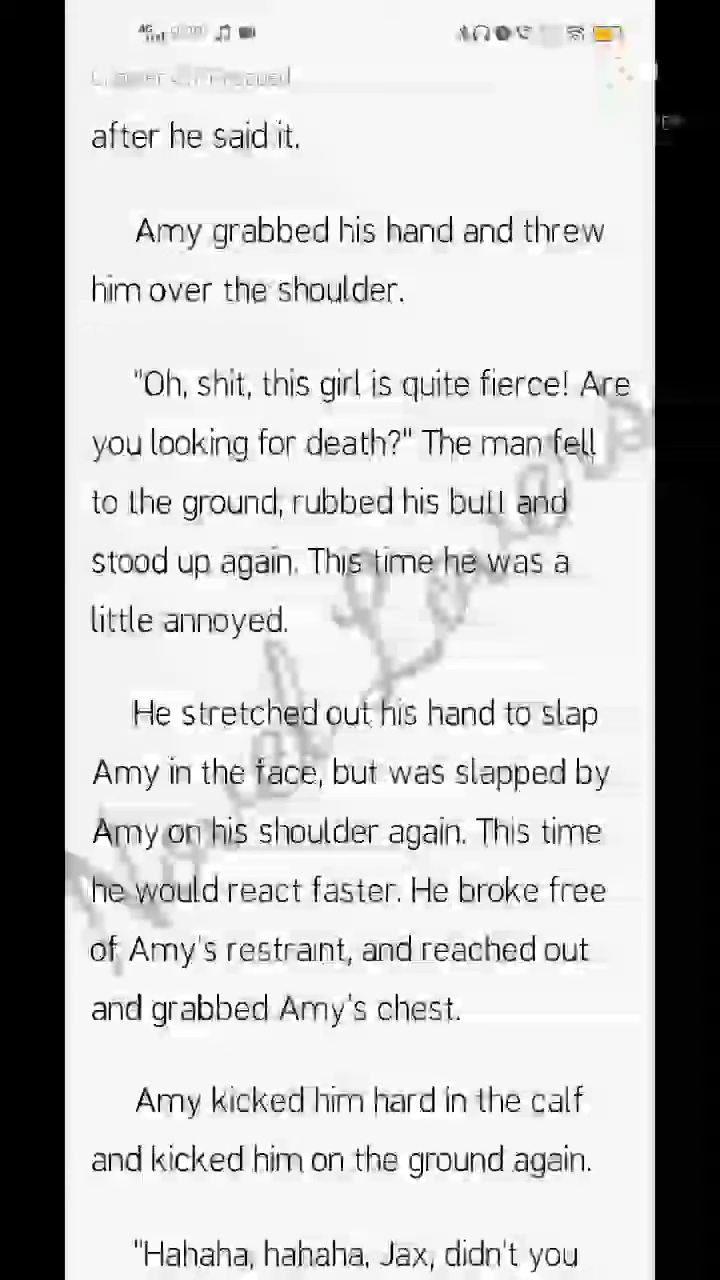 4G
after he said it.
Amy grabbed his hand and threw
him over the shoulder.
"Oh, shit, this girl is quite fierce! Are
you looking for death?" The man fell
to the ground, rubbed his butt and
stood up again. This time he was a
little annoyed.
He stretched out his hand to slap
Amy in the face, but was slapped by
Amy on his shoulder again. This time
he would react faster. He broke free
of Amy's restraint, and reached out
and grabbed Amy's chest.
Amy kicked him hard in the calf
and kicked him on the ground again.
"Hahaha, hahaha, Jax, didn't you
Novel Lovers